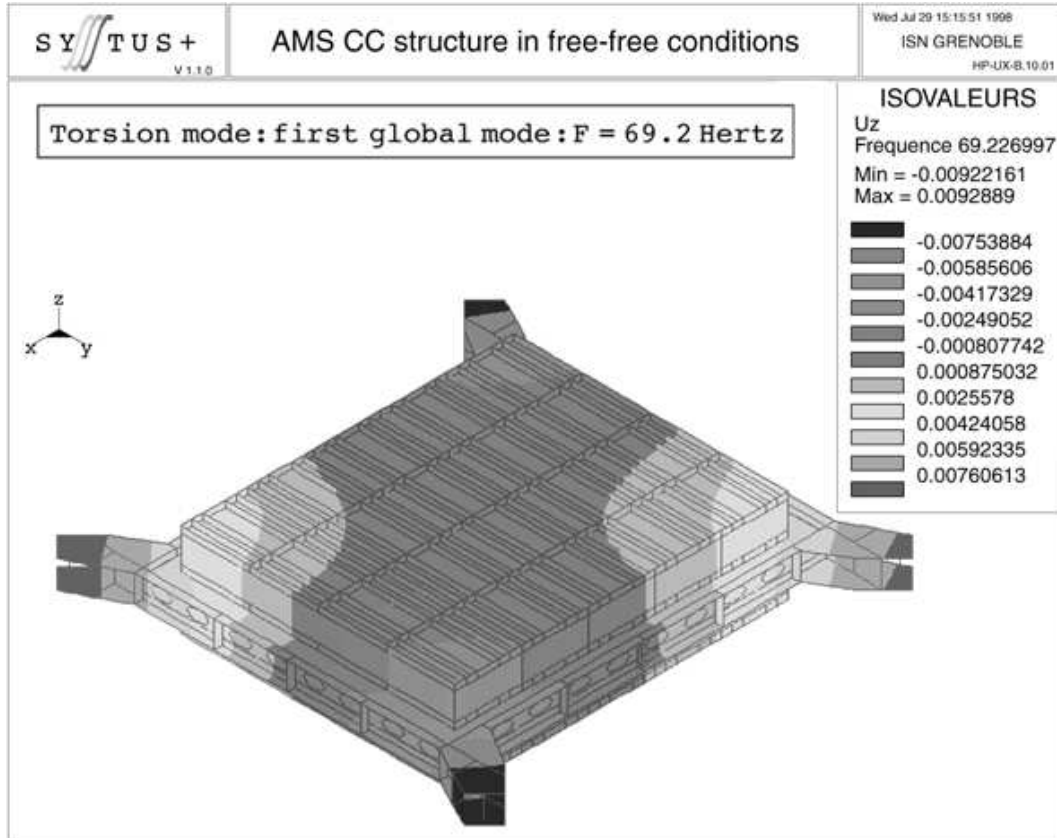 SY TUS+
V 1.1.0
AMS CC structure in free-free conditions
Wed Jul 29 15:15:51 1998
ISN GRENOBLE
HP-UX-B.10.01
Torsion mode:first global mode:F = 69.2 Hertz
ISOVALEURS
Uz
Frequence 69.226997
Min = -0.00922161
Max = 0.0092889
-0.00753884
-0.00585606
-0.00417329
-0.00249052
-0.000807742
0.000875032
0.0025578
0.00424058
0.00592335
0.00760613
z
x
y